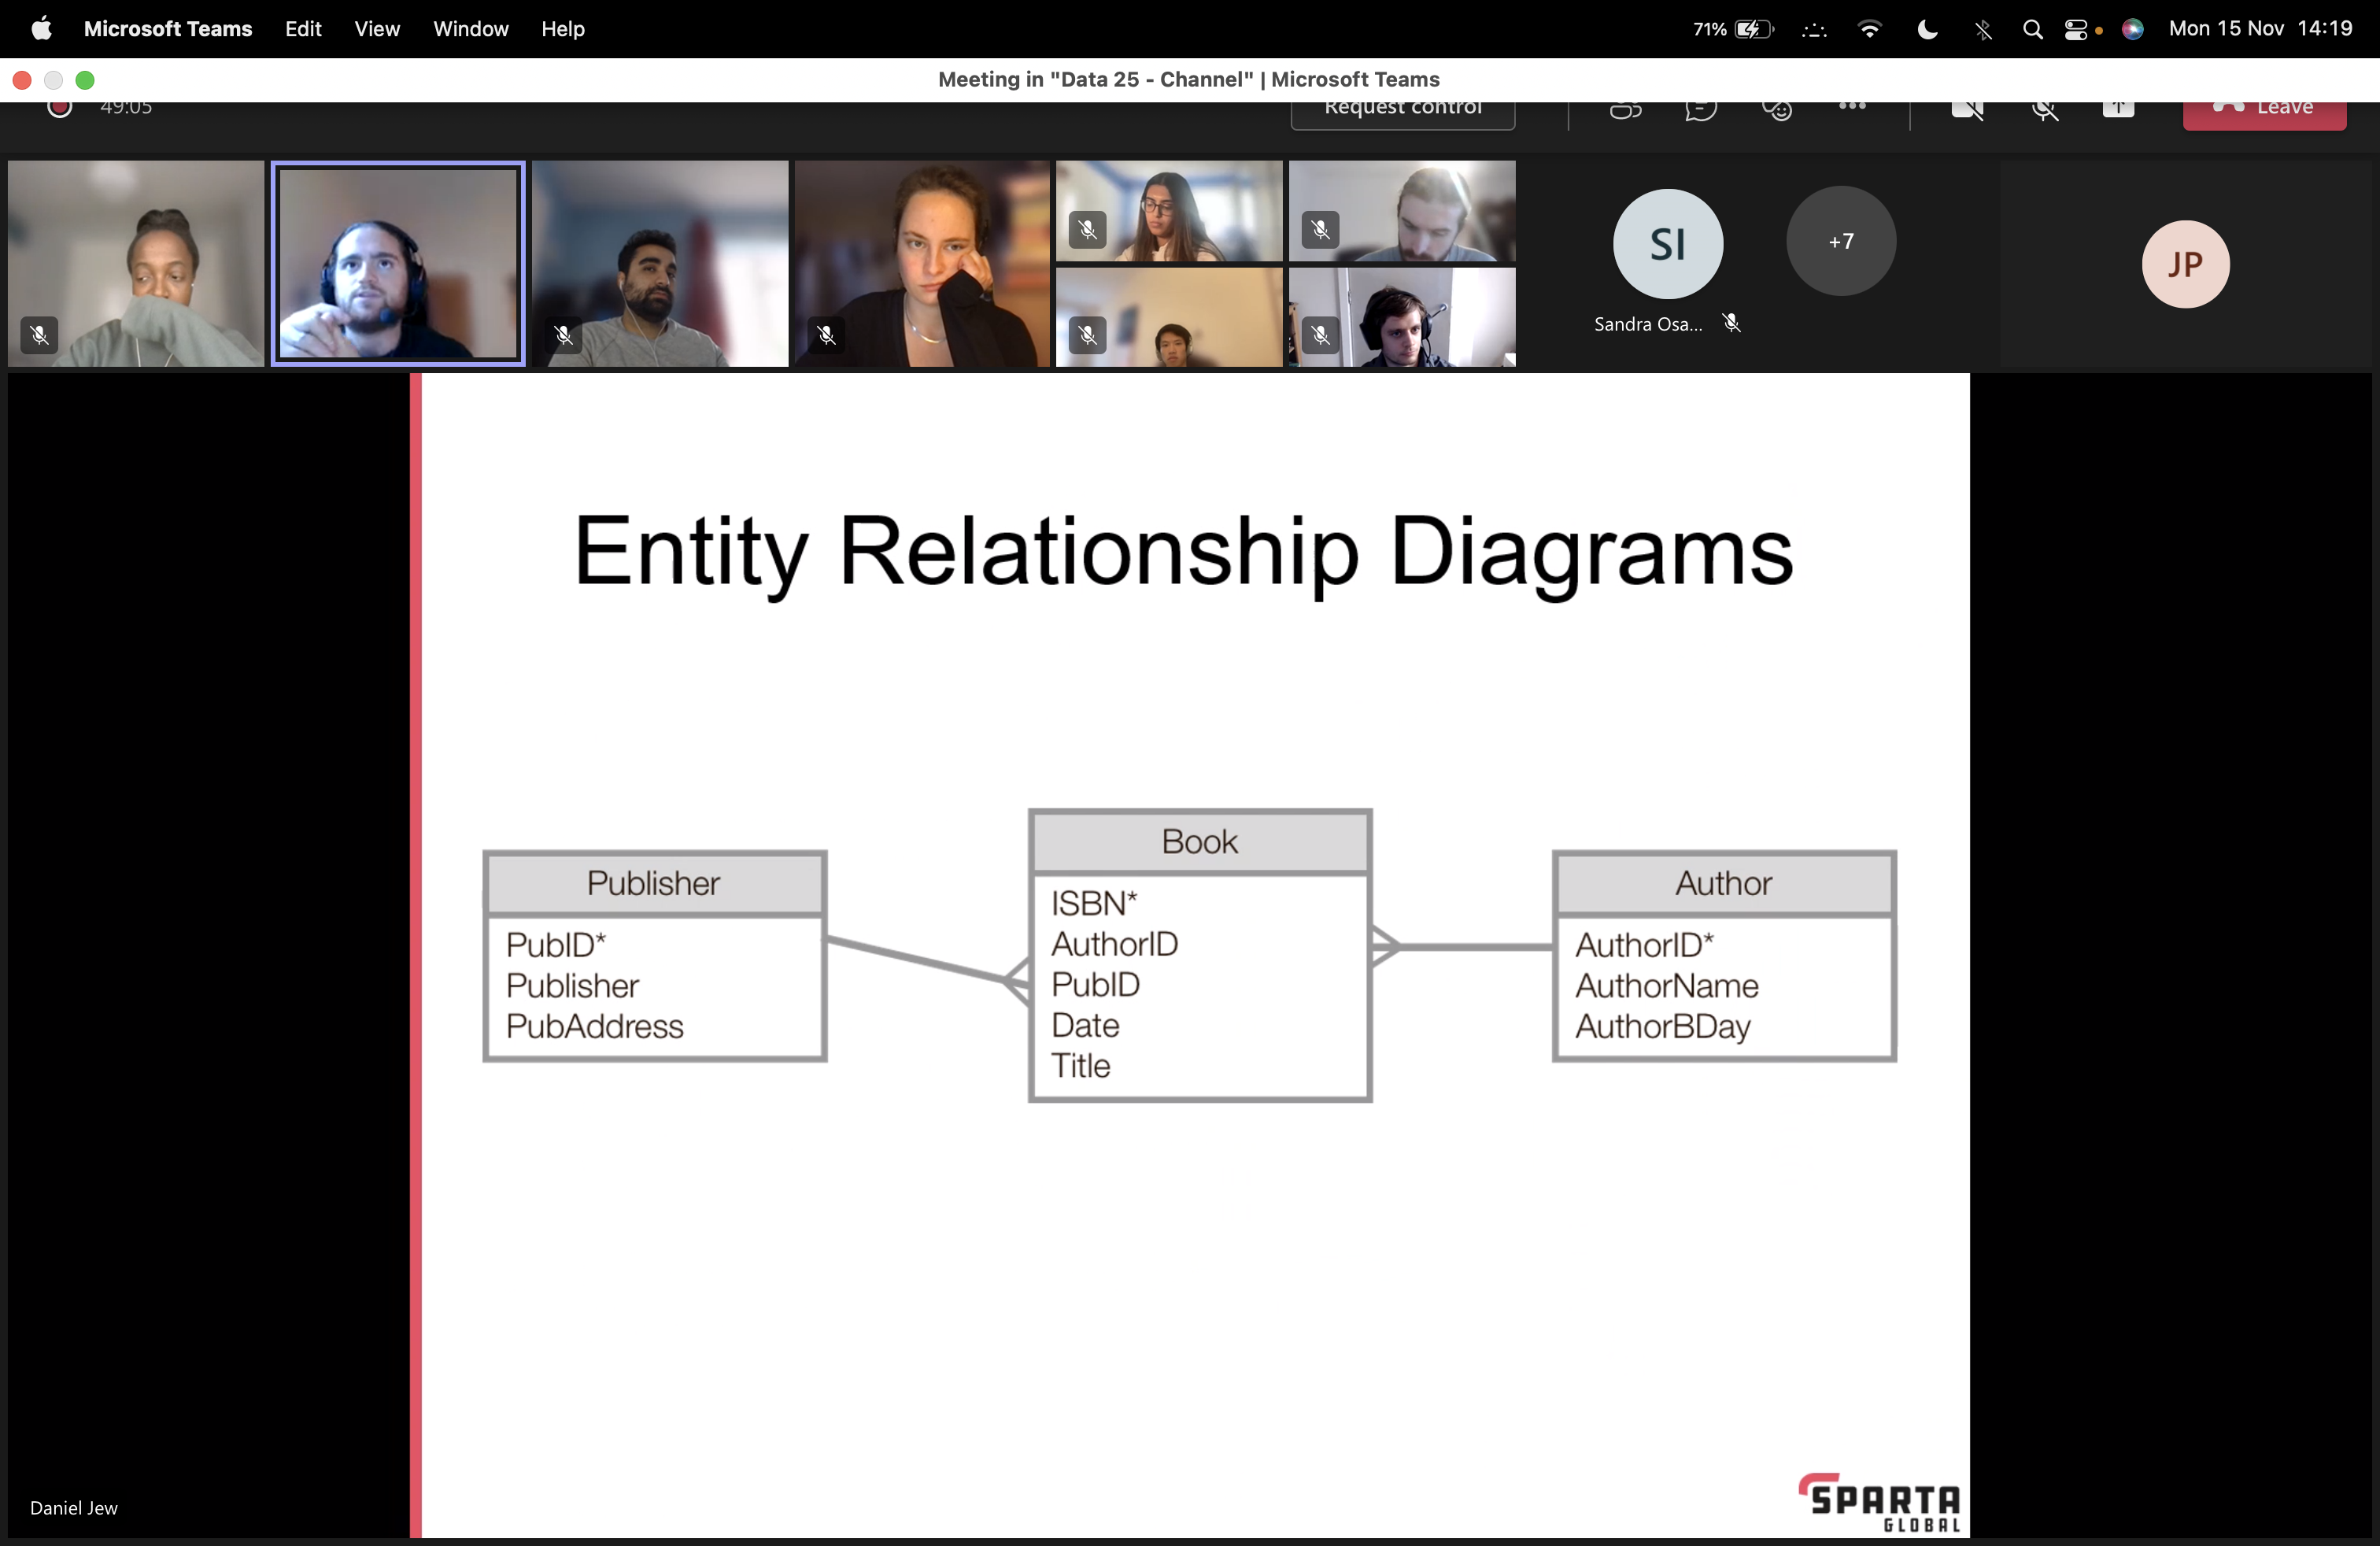 Microsoft Teams Edit View Window Help 71% Mon 15 Nov 14:19
Meeting in "Data 25 - Channel" | Microsoft Teams
49:05 Request control Leave
SI +7 JP
Sandra Osa...
Entity Relationship Diagrams
Publisher
PubID*
Publisher
PubAddress
Book
ISBN*
AuthorID
PubID
Date
Title
Author
AuthorID*
AuthorName
AuthorBDay
Daniel Jew
SPARTA
GLOBAL